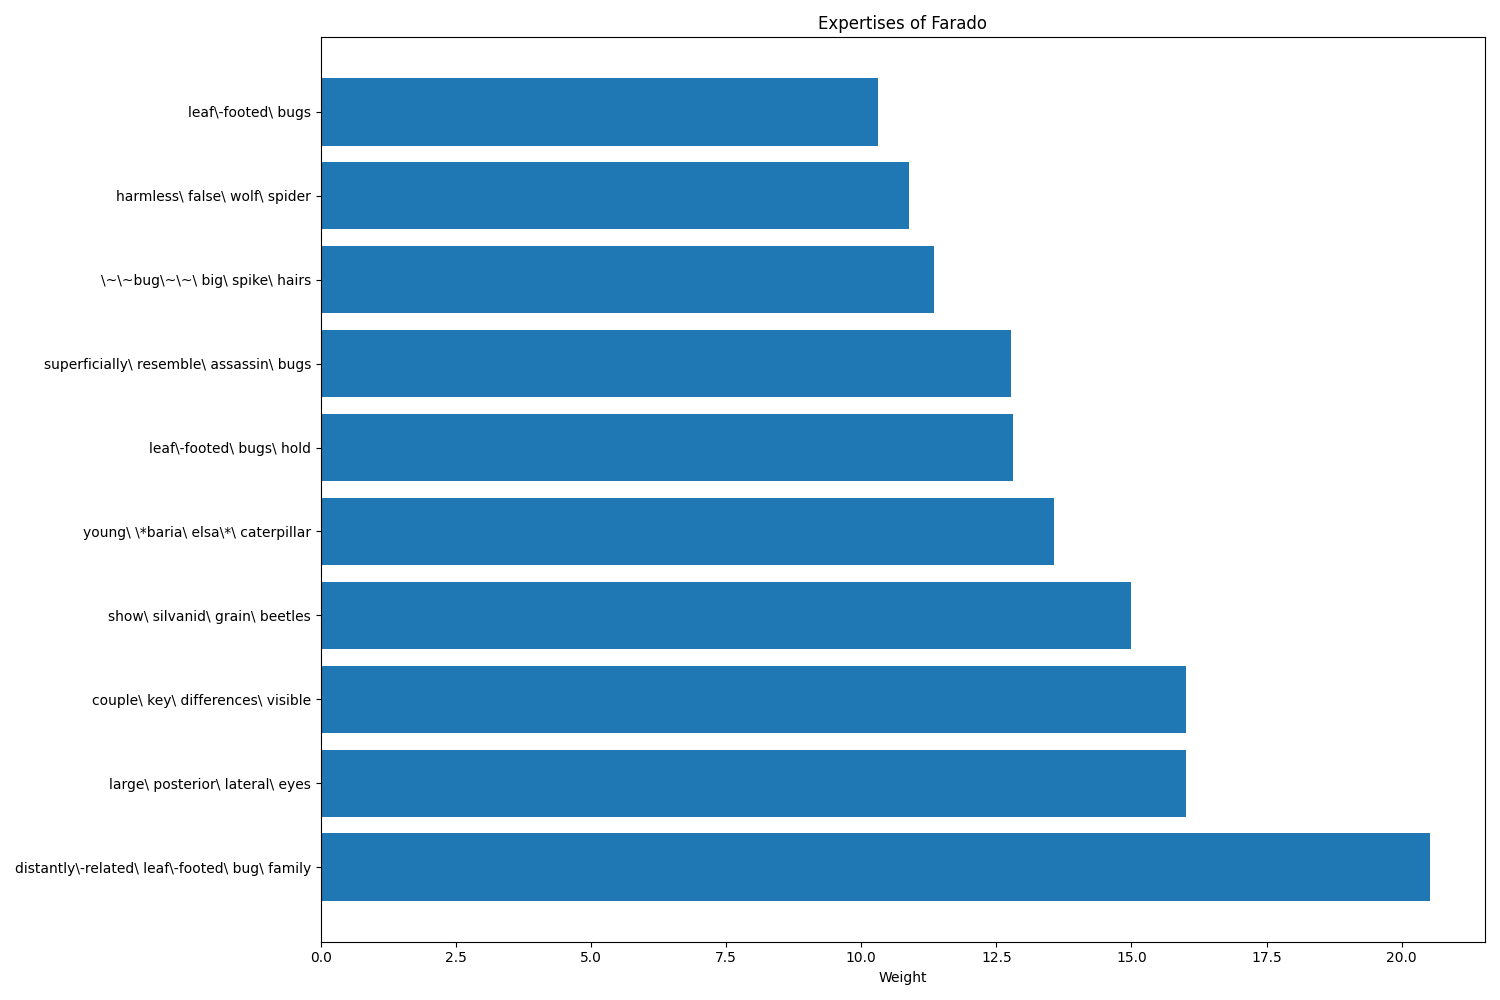 Expertises of Farado
leaf\-footed\ bugs
harmless\ false\ wolf\ spider
\~\~bug\~\~\ big\ spike\ hairs
superficially\ resemble\ assassin\ bugs
leaf\-footed\ bugs\ hold
young\ \*baria\ elsa\*\ caterpillar
show\ silvanid\ grain\ beetles
couple\ key\ differences\ visible
large\ posterior\ lateral\ eyes
distantly\-related\ leaf\-footed\ bug\ family
0.0 2.5 5.0 7.5 10.0 12.5 15.0 17.5 20.0
Weight